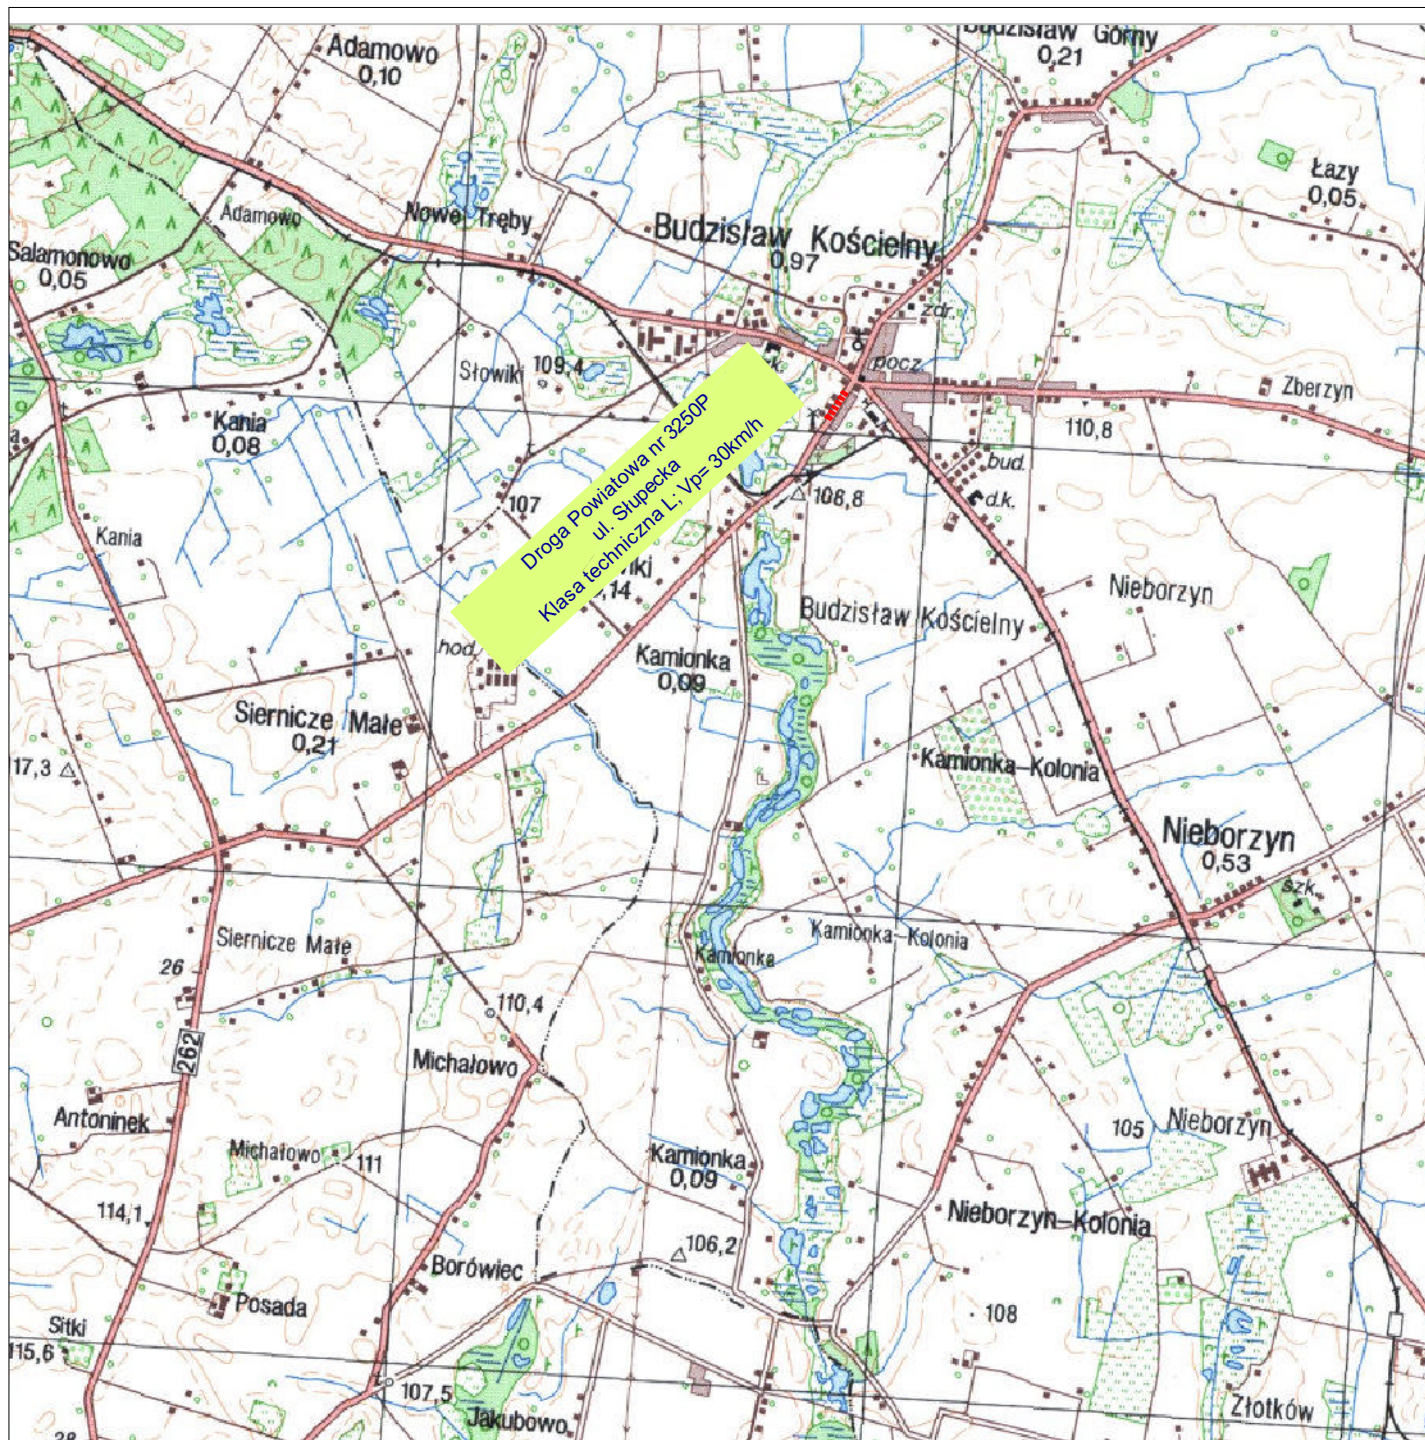 Budzisław Górny
0,21
Adamowo
0,10
Łazy
0,05
Adamowo
Nowe Tręby
Budzisław Kościelny
0,97
Salamonowo
0,05
zdr.
Słowiki
109,4
k.
pocz.
Zberzyn
Kania
0,08
110,8
bud.
d.k.
107
108,8
Droga Powiatowa nr 3250P
ul. Słupecka
Klasa techniczna L; Vp= 30km/h
Kania
iki
,14
Nieborzyn
Budzisław Kościelny
hod.
Kamionka
0,09
Siernicze Małe
0,21
17,3
Kamionka-Kolonia
Nieborzyn
0,53
szk.
Siernicze Małe
Kamionka-Kolonia
Kamionka
26
110,4
262
Michałowo
Antoninek
105
Nieborzyn
Michałowo
111
Kamionka
0,09
114,1
Nieborzyn-Kolonia
106,2
Borówiec
Posada
108
Sitki
115,6
107,5
Złotków
Jakubowo
28